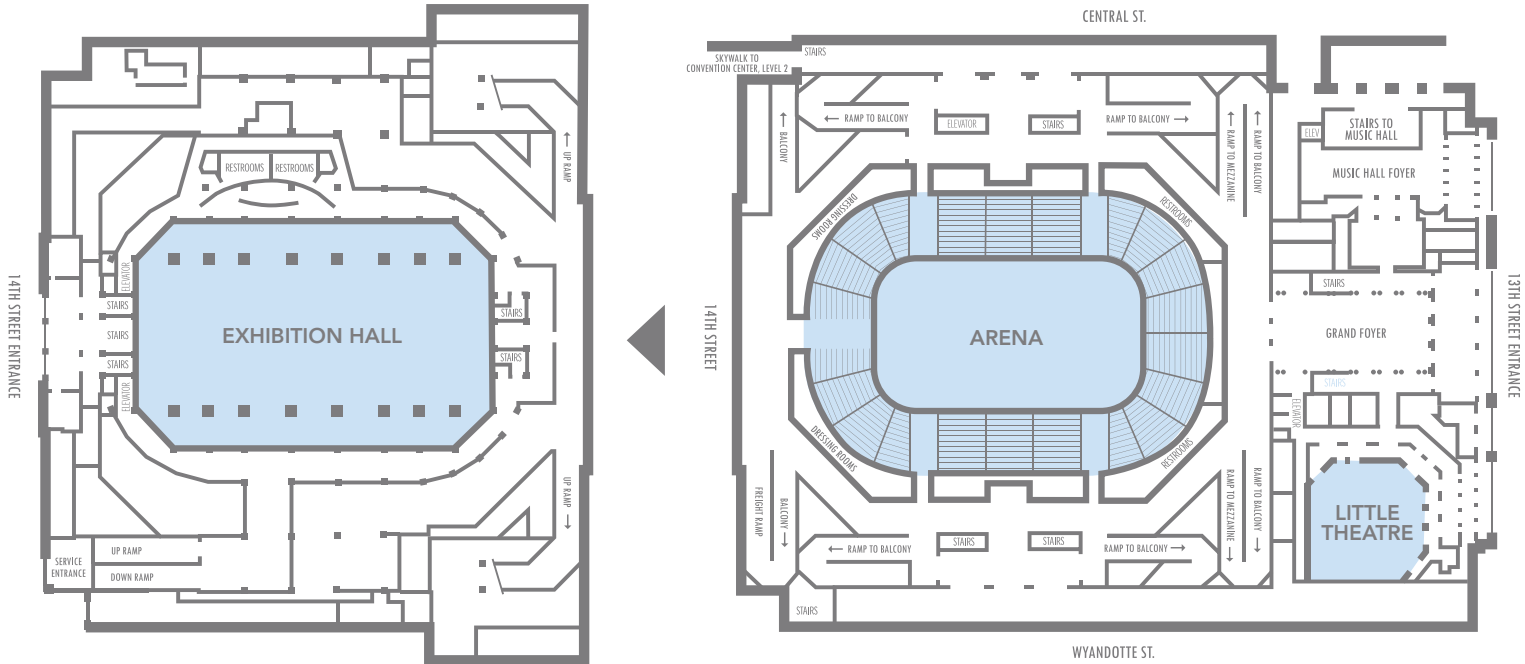 14TH STREET ENTRANCE
RESTROOMS
RESTROOMS
↑ UP RAMP
ELEVATOR
STAIRS
STAIRS
STAIRS
ELEVATOR
EXHIBITION HALL
STAIRS
STAIRS
UP RAMP →
SERVICE
ENTRANCE
UP RAMP
DOWN RAMP
CENTRAL ST.
STAIRS
SKYWALK TO
CONVENTION CENTER, LEVEL 2
↑ BALCONY
← RAMP TO BALCONY
ELEVATOR
STAIRS
RAMP TO BALCONY →
↑ RAMP TO MEZZANINE
↑ RAMP TO BALCONY
ELEV
STAIRS TO
MUSIC HALL
MUSIC HALL FOYER
DRESSING ROOMS
RESTROOMS
14TH STREET
ARENA
STAIRS
GRAND FOYER
STAIRS
ELEVATOR
13TH STREET ENTRANCE
DRESSING ROOMS
RESTROOMS
FREIGHT RAMP
BALCONY →
← RAMP TO BALCONY
STAIRS
STAIRS
RAMP TO BALCONY →
RAMP TO MEZZANINE →
RAMP TO BALCONY →
LITTLE
THEATRE
STAIRS
WYANDOTTE ST.